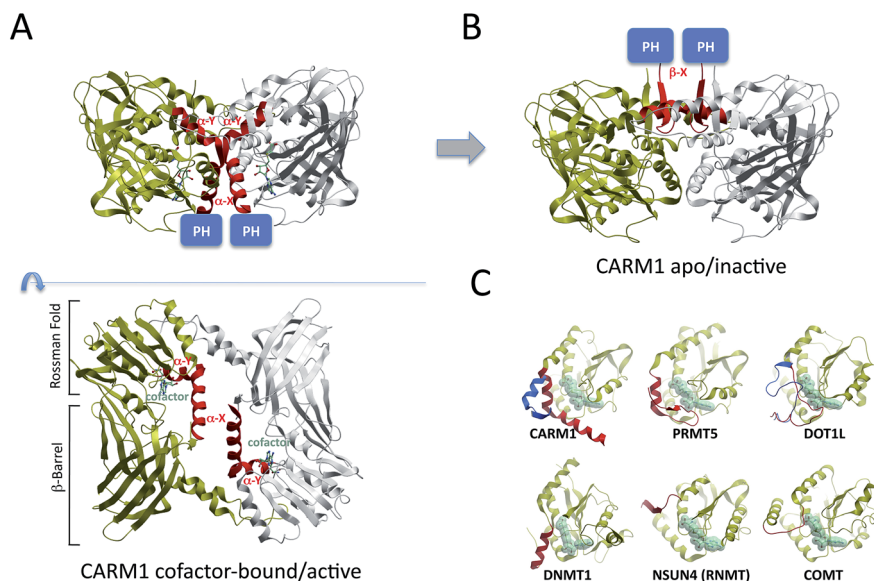 A
α-Y α-Y
α-X
PH PH
Rossman Fold
β-Barrel
α-Y
cofactor
α-X
cofactor
α-Y
CARM1 cofactor-bound/active
B
PH PH
β-X
CARM1 apo/inactive
C
CARM1 PRMT5 DOT1L
DNMT1 NSUN4 (RNMT) COMT